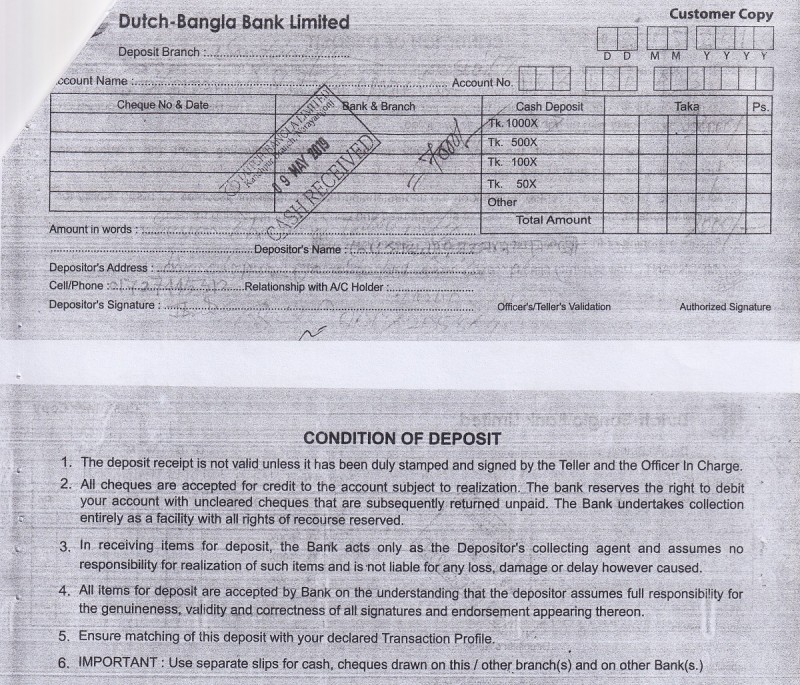 Dutch-Bangla Bank Limited
Customer Copy
Deposit Branch :
D D M M Y Y Y Y
ccount Name : Account No.
Cheque No & Date Bank & Branch Cash Deposit Taka Ps.
Tk. 1000X
Tk. 500X
Tk. 100X
Tk. 50X
Other
Total Amount
DUTCH-BANGLA BANK LIMITED
09 MAY 2019
CASH RECEIVED
Amount in words :
Depositor's Name :
Depositor's Address :
Cell/Phone : Relationship with A/C Holder :
Depositor's Signature :
Officer's/Teller's Validation Authorized Signature
CONDITION OF DEPOSIT
1. The deposit receipt is not valid unless it has been duly stamped and signed by the Teller and the Officer In Charge.
2. All cheques are accepted for credit to the account subject to realization. The bank reserves the right to debit
your account with uncleared cheques that are subsequently returned unpaid. The Bank undertakes collection
entirely as a facility with all rights of recourse reserved.
3. In receiving items for deposit, the Bank acts only as the Depositor's collecting agent and assumes no
responsibility for realization of such items and is not liable for any loss, damage or delay however caused.
4. All items for deposit are accepted by Bank on the understanding that the depositor assumes full responsibility for
the genuineness, validity and correctness of all signatures and endorsement appearing thereon.
5. Ensure matching of this deposit with your declared Transaction Profile.
6. IMPORTANT : Use separate slips for cash, cheques drawn on this / other branch(s) and on other Bank(s.)